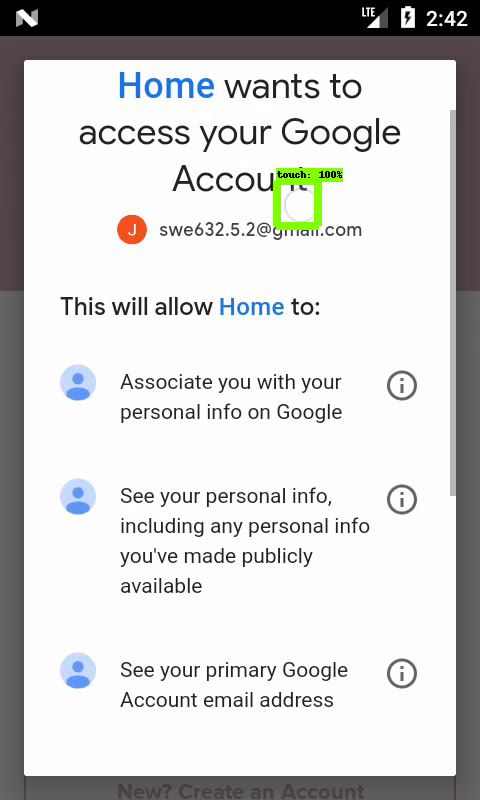 LTE 2:42
Home wants to
access your Google
Accou t
touch: 100%
J swe632.5.2@gmail.com
This will allow Home to:
Associate you with your
personal info on Google
See your personal info,
including any personal info
you've made publicly
available
See your primary Google
Account email address
New? Create an Account